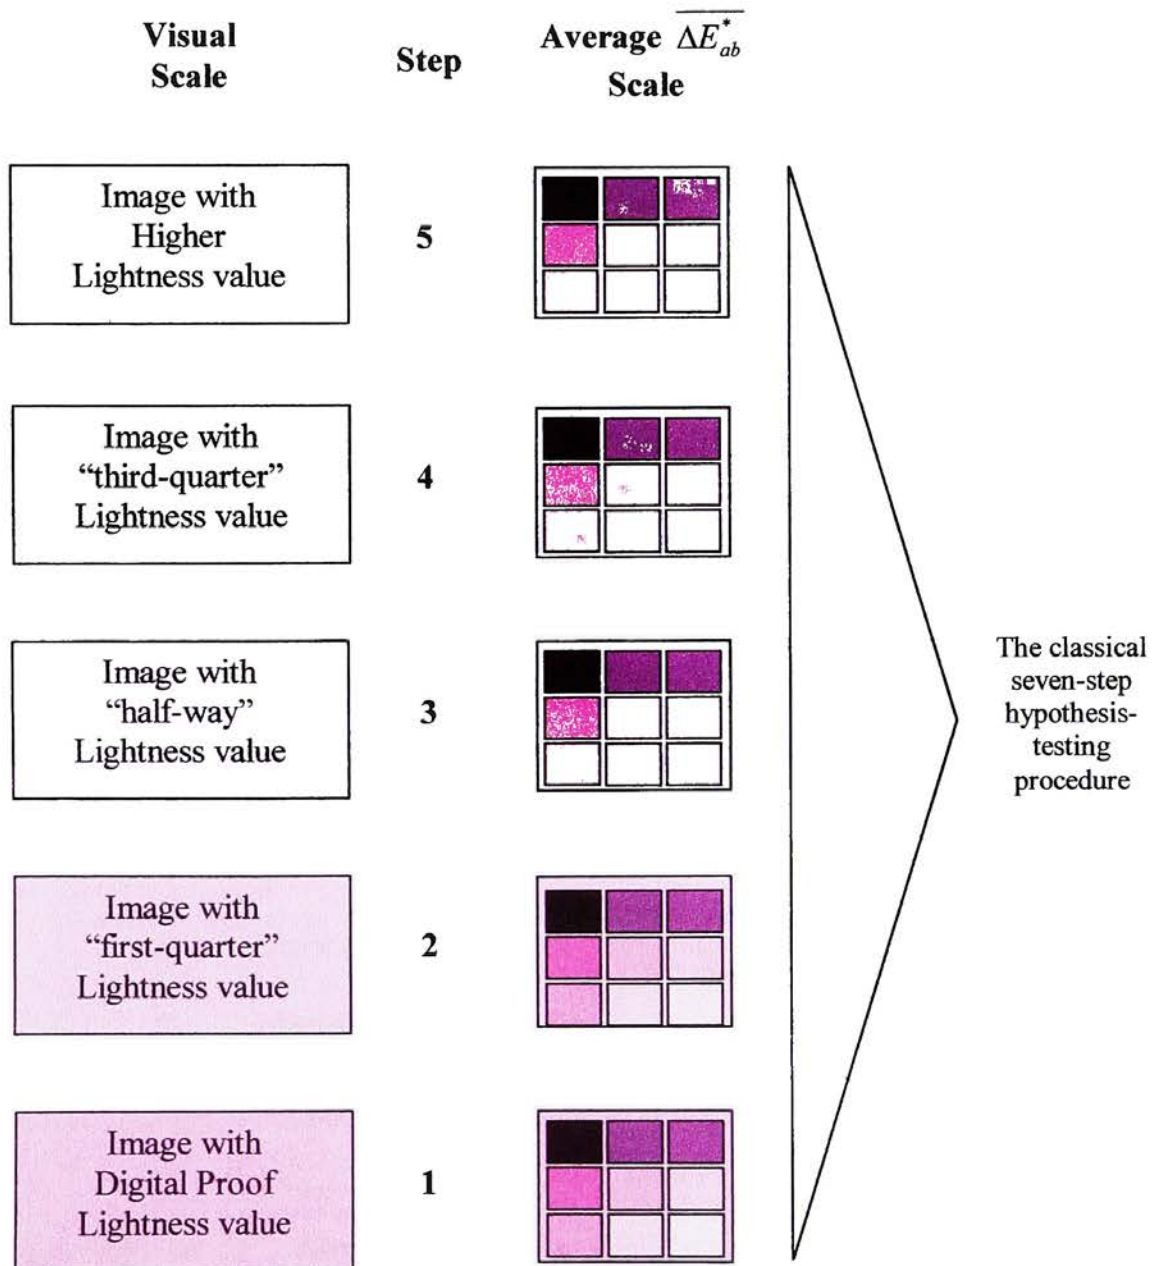 Visual
Scale
Step
Average ΔE*ab
Scale
Image with
Higher
Lightness value
5
Image with
“third-quarter”
Lightness value
4
Image with
“half-way”
Lightness value
3
The classical
seven-step
hypothesis-
testing
procedure
Image with
“first-quarter”
Lightness value
2
Image with
Digital Proof
Lightness value
1